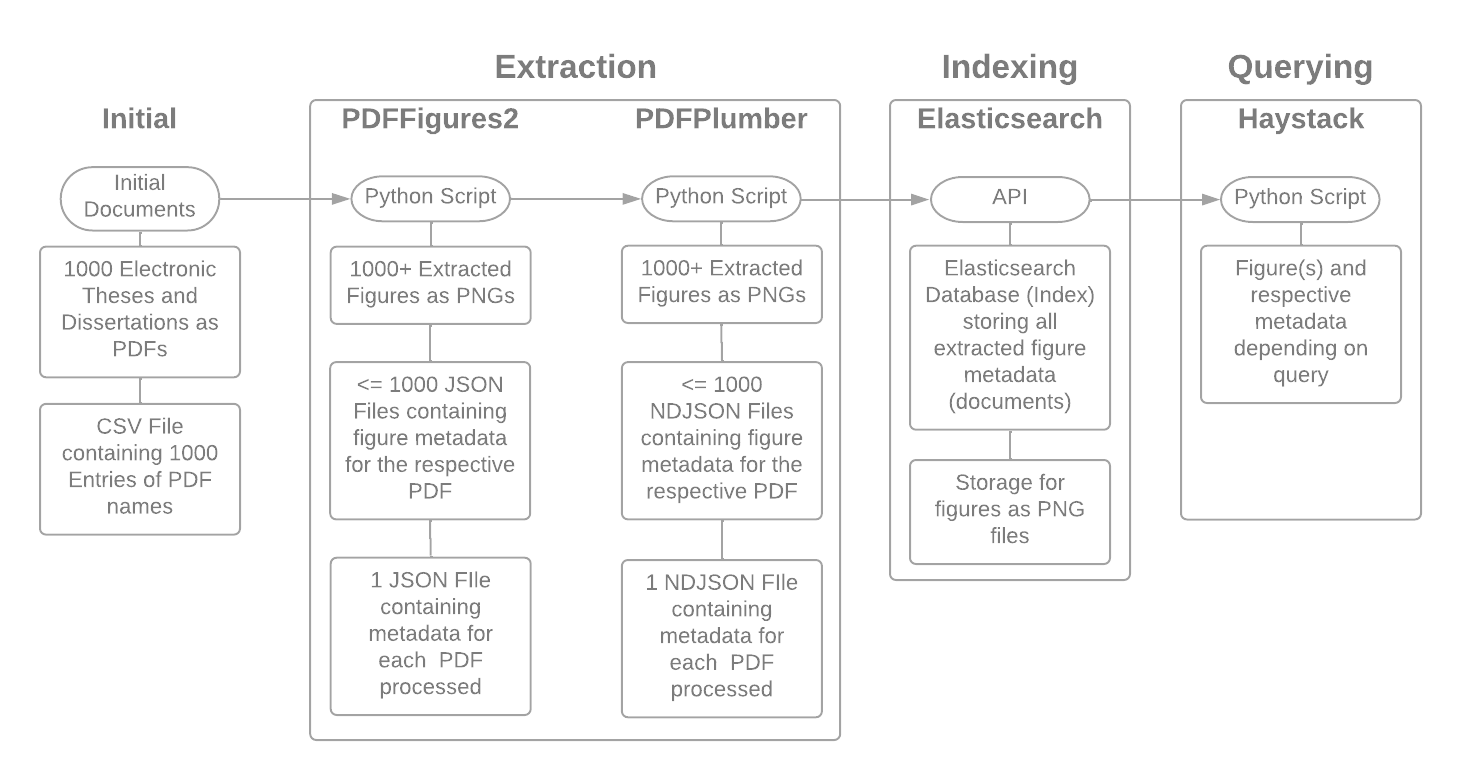 Extraction
Indexing
Querying
Initial
PDFFigures2
PDFPlumber
Elasticsearch
Haystack
Initial
Documents
Python Script
Python Script
API
Python Script
1000 Electronic
Theses and
Dissertations as
PDFs
CSV File
containing 1000
Entries of PDF
names
1000+ Extracted
Figures as PNGs
<= 1000 JSON
Files containing
figure metadata
for the respective
PDF
1 JSON FIle
containing
metadata for
each  PDF
processed
1000+ Extracted
Figures as PNGs
<= 1000
NDJSON Files
containing figure
metadata for the
respective PDF
1 NDJSON FIle
containing
metadata for
each  PDF
processed
Elasticsearch
Database (Index)
storing all
extracted figure
metadata
(documents)
Storage for
figures as PNG
files
Figure(s) and
respective
metadata
depending on
query